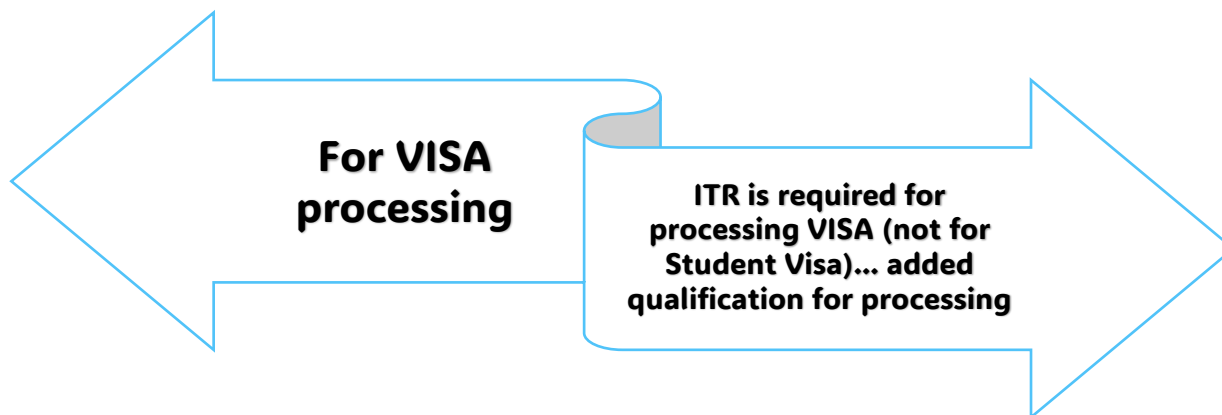 For VISA
processing
ITR is required for
processing VISA (not for
Student Visa)... added
qualification for processing